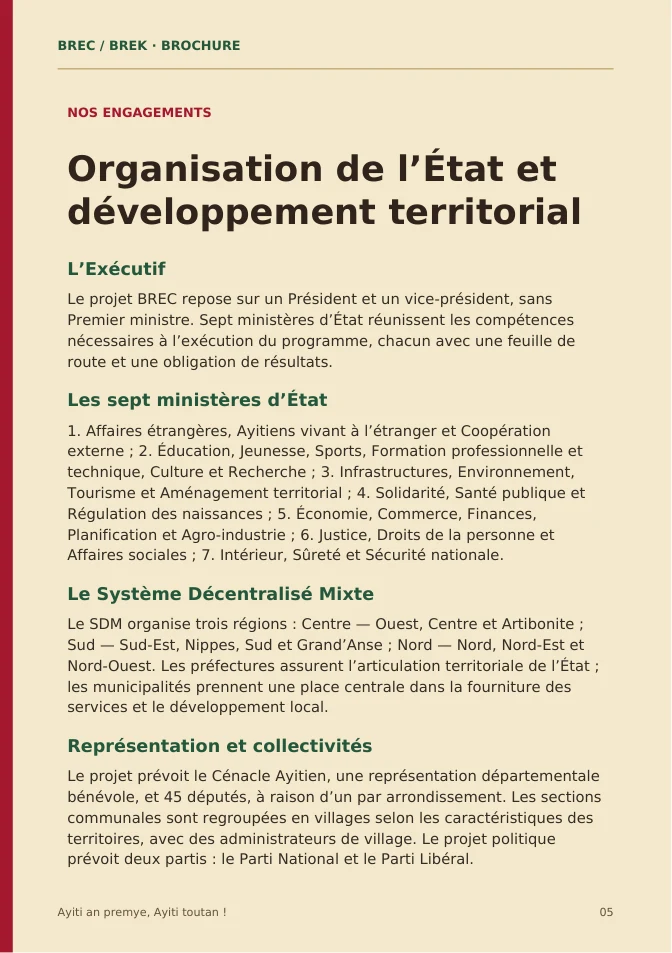 BREC / BREK · BROCHURE
NOS ENGAGEMENTS
Organisation de l’État et
développement territorial
L’Exécutif
Le projet BREC repose sur un Président et un vice-président, sans
Premier ministre. Sept ministères d’État réunissent les compétences
nécessaires à l’exécution du programme, chacun avec une feuille de
route et une obligation de résultats.
Les sept ministères d’État
1. Affaires étrangères, Ayitiens vivant à l’étranger et Coopération
externe ; 2. Éducation, Jeunesse, Sports, Formation professionnelle et
technique, Culture et Recherche ; 3. Infrastructures, Environnement,
Tourisme et Aménagement territorial ; 4. Solidarité, Santé publique et
Régulation des naissances ; 5. Économie, Commerce, Finances,
Planification et Agro-industrie ; 6. Justice, Droits de la personne et
Affaires sociales ; 7. Intérieur, Sûreté et Sécurité nationale.
Le Système Décentralisé Mixte
Le SDM organise trois régions : Centre — Ouest, Centre et Artibonite ;
Sud — Sud-Est, Nippes, Sud et Grand’Anse ; Nord — Nord, Nord-Est et
Nord-Ouest. Les préfectures assurent l’articulation territoriale de l’État ;
les municipalités prennent une place centrale dans la fourniture des
services et le développement local.
Représentation et collectivités
Le projet prévoit le Cénacle Ayitien, une représentation départementale
bénévole, et 45 députés, à raison d’un par arrondissement. Les sections
communales sont regroupées en villages selon les caractéristiques des
territoires, avec des administrateurs de village. Le projet politique
prévoit deux partis : le Parti National et le Parti Libéral.
Ayiti an premye, Ayiti toutan !
05